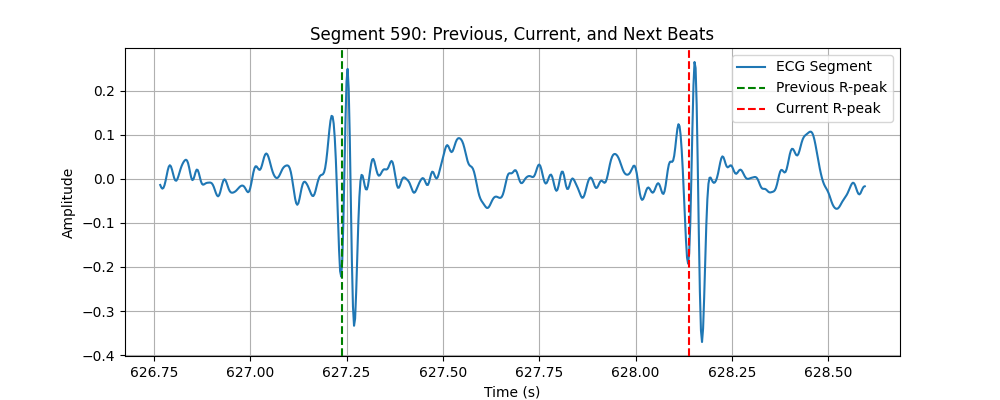 Segment 590: Previous, Current, and Next Beats
ECG Segment
Previous R-peak
Current R-peak
Amplitude
0.2
0.1
0.0
−0.1
−0.2
−0.3
−0.4
626.75 627.00 627.25 627.50 627.75 628.00 628.25 628.50
Time (s)